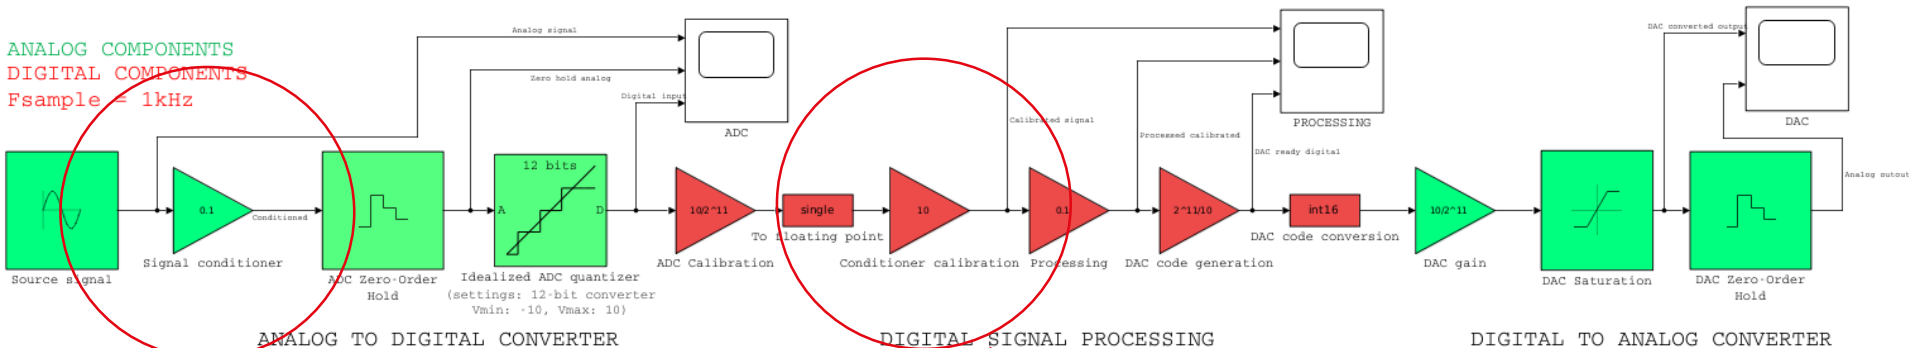 ANALOG COMPONENTS
DIGITAL COMPONENTS
Fsample = 1kHz
Analog signal
Zero hold analog
Digital input
ADC
Calibrated signal
Processed calibrated
DAC ready digital
PROCESSING
DAC converted output
DAC
Analog outout
0.1
Conditioned
12 bits
A
D
10/2^11
single
10
0.1
2^11/10
int16
10/2^11
Source signal
Signal conditioner
ADC Zero-Order
Hold
Idealized ADC quantizer
(settings: 12-bit converter
Vmin: -10, Vmax: 10)
ADC Calibration
To floating point
Conditioner calibration
Processing
DAC code generation
DAC code conversion
DAC gain
DAC Saturation
DAC Zero-Order
Hold
ANALOG TO DIGITAL CONVERTER
DIGITAL SIGNAL PROCESSING
DIGITAL TO ANALOG CONVERTER